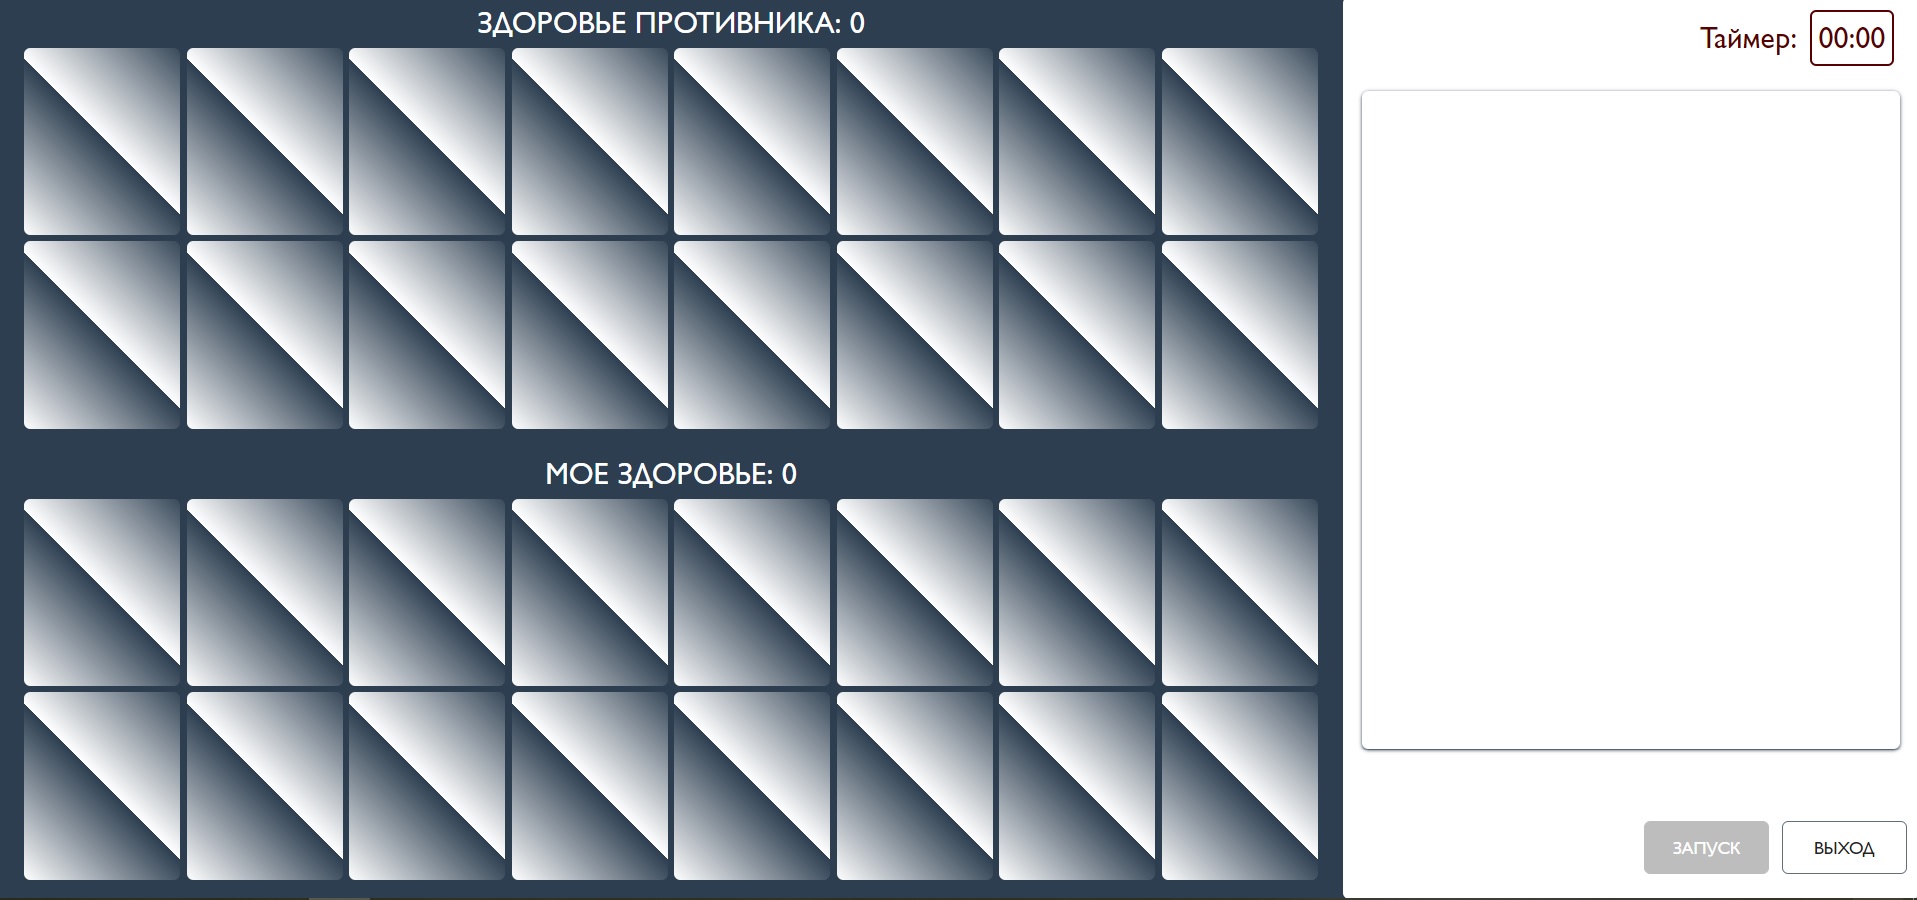 ЗДОРОВЬЕ ПРОТИВНИКА: 0
МОЕ ЗДОРОВЬЕ: 0
Таймер: 00:00
ЗАПУСК
ВЫХОД